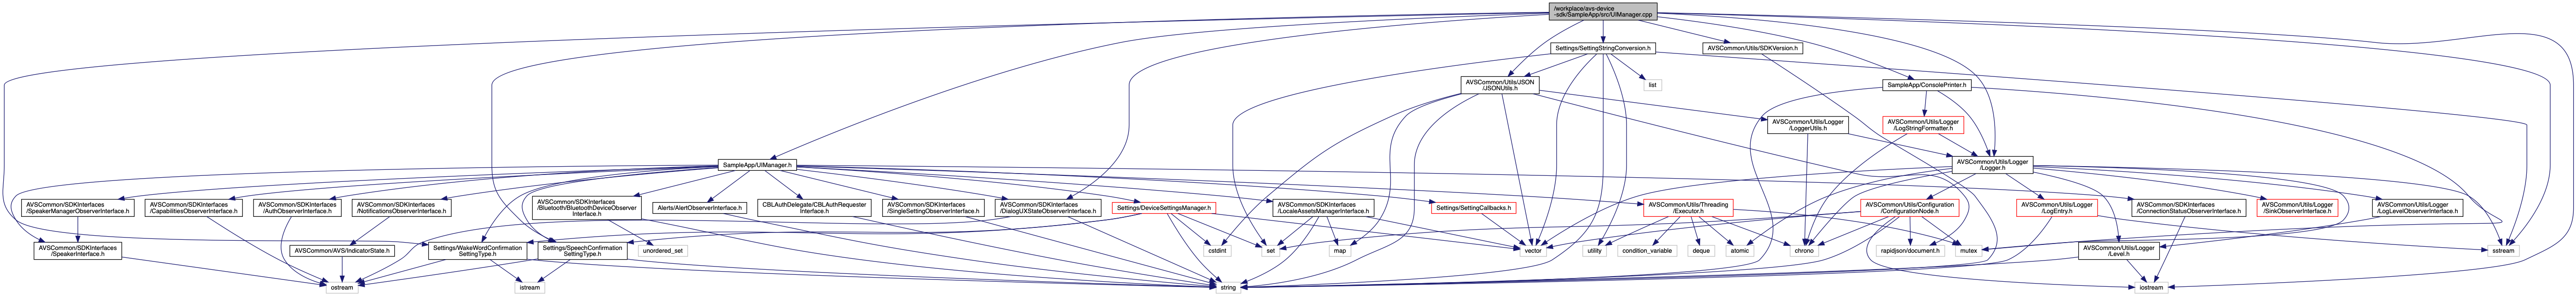 /workplace/avs-device
-sdk/SampleApp/src/UIManager.cpp
Settings/SettingStringConversion.h
AVSCommon/Utils/SDKVersion.h
AVSCommon/Utils/JSON
/JSONUtils.h
list
SampleApp/ConsolePrinter.h
AVSCommon/Utils/Logger
/LoggerUtils.h
AVSCommon/Utils/Logger
/LogStringFormatter.h
SampleApp/UIManager.h
AVSCommon/Utils/Logger
/Logger.h
AVSCommon/SDKInterfaces
/SpeakerManagerObserverInterface.h
AVSCommon/SDKInterfaces
/CapabilitiesObserverInterface.h
AVSCommon/SDKInterfaces
/AuthObserverInterface.h
AVSCommon/SDKInterfaces
/NotificationsObserverInterface.h
AVSCommon/SDKInterfaces
/Bluetooth/BluetoothDeviceObserver
Interface.h
Alerts/AlertObserverInterface.h
CBLAuthDelegate/CBLAuthRequester
Interface.h
AVSCommon/SDKInterfaces
/SingleSettingObserverInterface.h
AVSCommon/SDKInterfaces
/DialogUXStateObserverInterface.h
Settings/DeviceSettingsManager.h
AVSCommon/SDKInterfaces
/LocaleAssetsManagerInterface.h
Settings/SettingCallbacks.h
AVSCommon/Utils/Threading
/Executor.h
AVSCommon/Utils/Configuration
/ConfigurationNode.h
AVSCommon/Utils/Logger
/LogEntry.h
AVSCommon/SDKInterfaces
/ConnectionStatusObserverInterface.h
AVSCommon/Utils/Logger
/SinkObserverInterface.h
AVSCommon/Utils/Logger
/LogLevelObserverInterface.h
AVSCommon/SDKInterfaces
/SpeakerInterface.h
AVSCommon/AVS/IndicatorState.h
Settings/WakeWordConfirmation
SettingType.h
Settings/SpeechConfirmation
SettingType.h
unordered_set
cstdint
set
map
vector
utility
condition_variable
deque
atomic
chrono
rapidjson/document.h
mutex
AVSCommon/Utils/Logger
/Level.h
sstream
ostream
istream
string
iostream